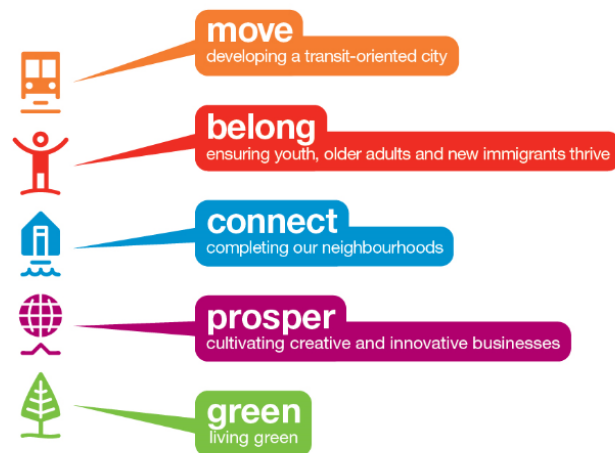 move
developing a transit-oriented city
belong
ensuring youth, older adults and new immigrants thrive
connect
completing our neighbourhoods
prosper
cultivating creative and innovative businesses
green
living green